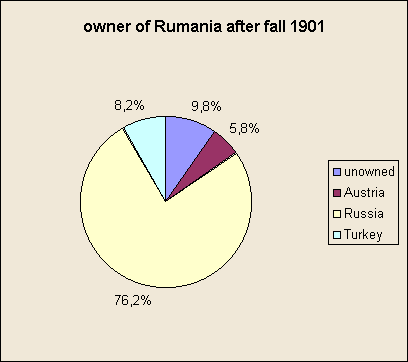 owner of Rumania after fall 1901
8,2%
9,8%
5,8%
unowned
Austria
Russia
Turkey
76,2%